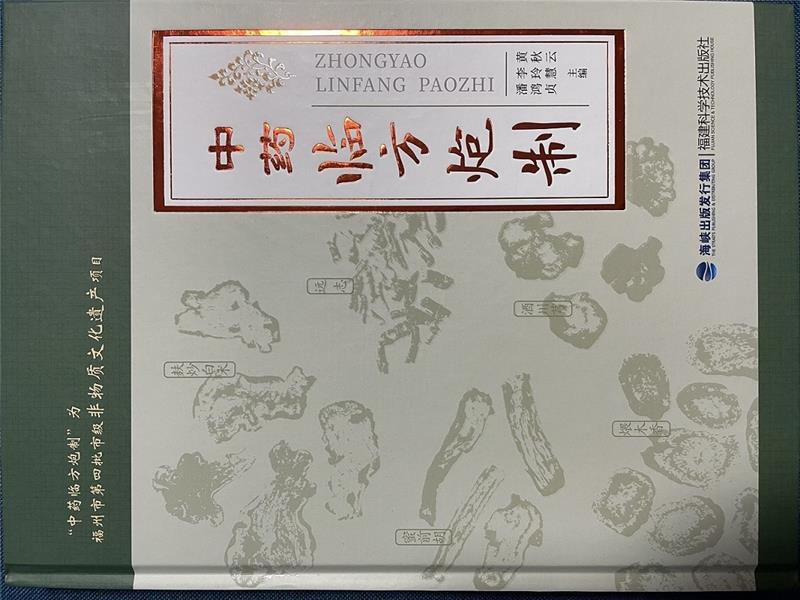 ZHONGYAO
LINFANG PAOZHI
黄秋云
李玲慧
潘鸿贞
主编
中药临方炮制
远志
酒川芎
麸炒白术
煨木香
蜜前胡
“中药临方炮制”为
福州市第四批市级非物质文化遗产项目
海峡出版发行集团
福建科学技术出版社